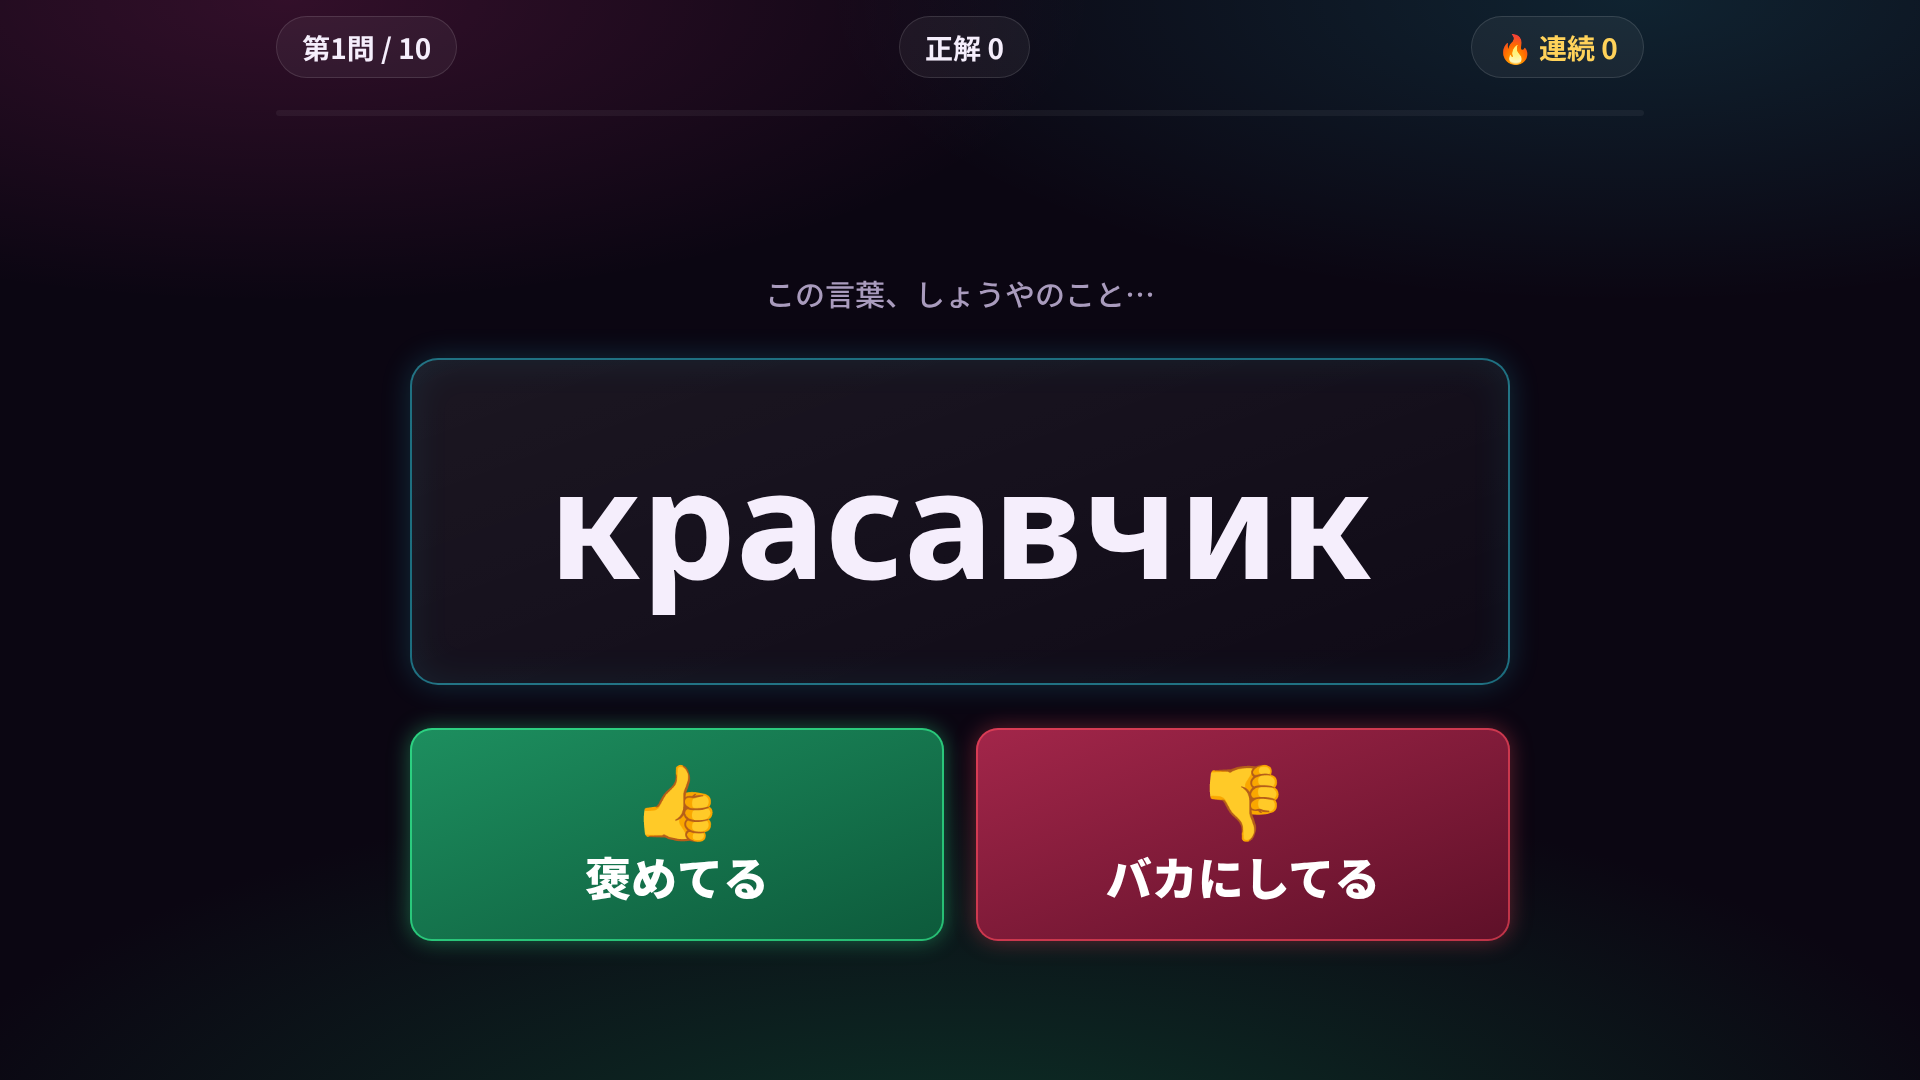 第1問 / 10
正解 0
🔥 連続 0
この言葉、しょうやのこと…
красавчик
👍
褒めてる
👎
バカにしてる